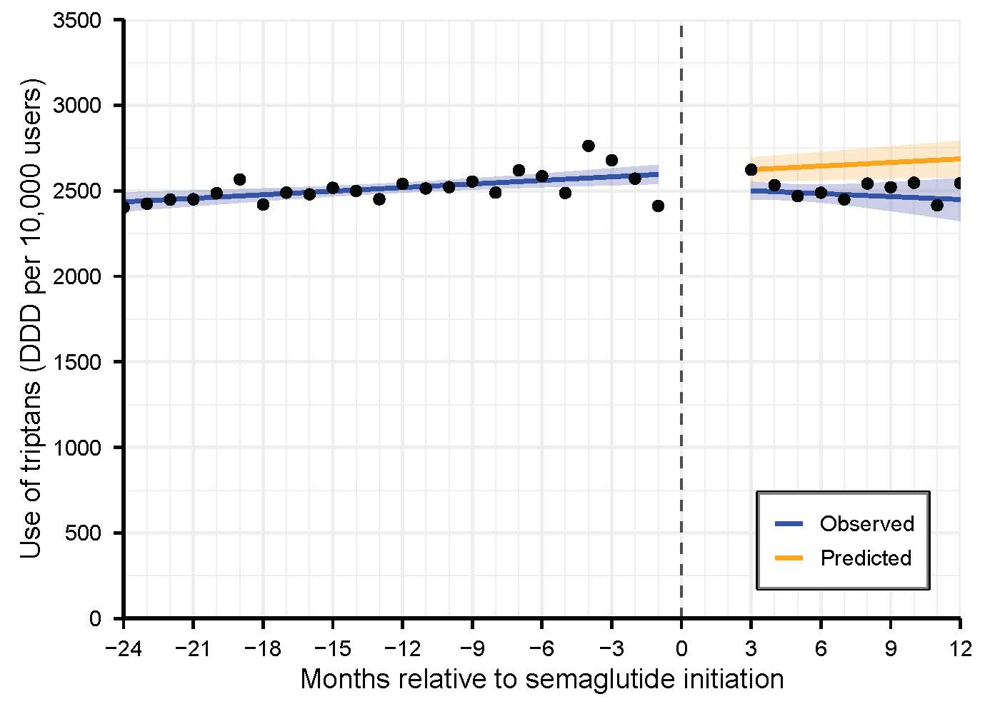 Use of triptans (DDD per 10,000 users)
3500
3000
2500
2000
1500
1000
500
0
Observed
Predicted
−24 −21 −18 −15 −12 −9 −6 −3 0 3 6 9 12
Months relative to semaglutide initiation